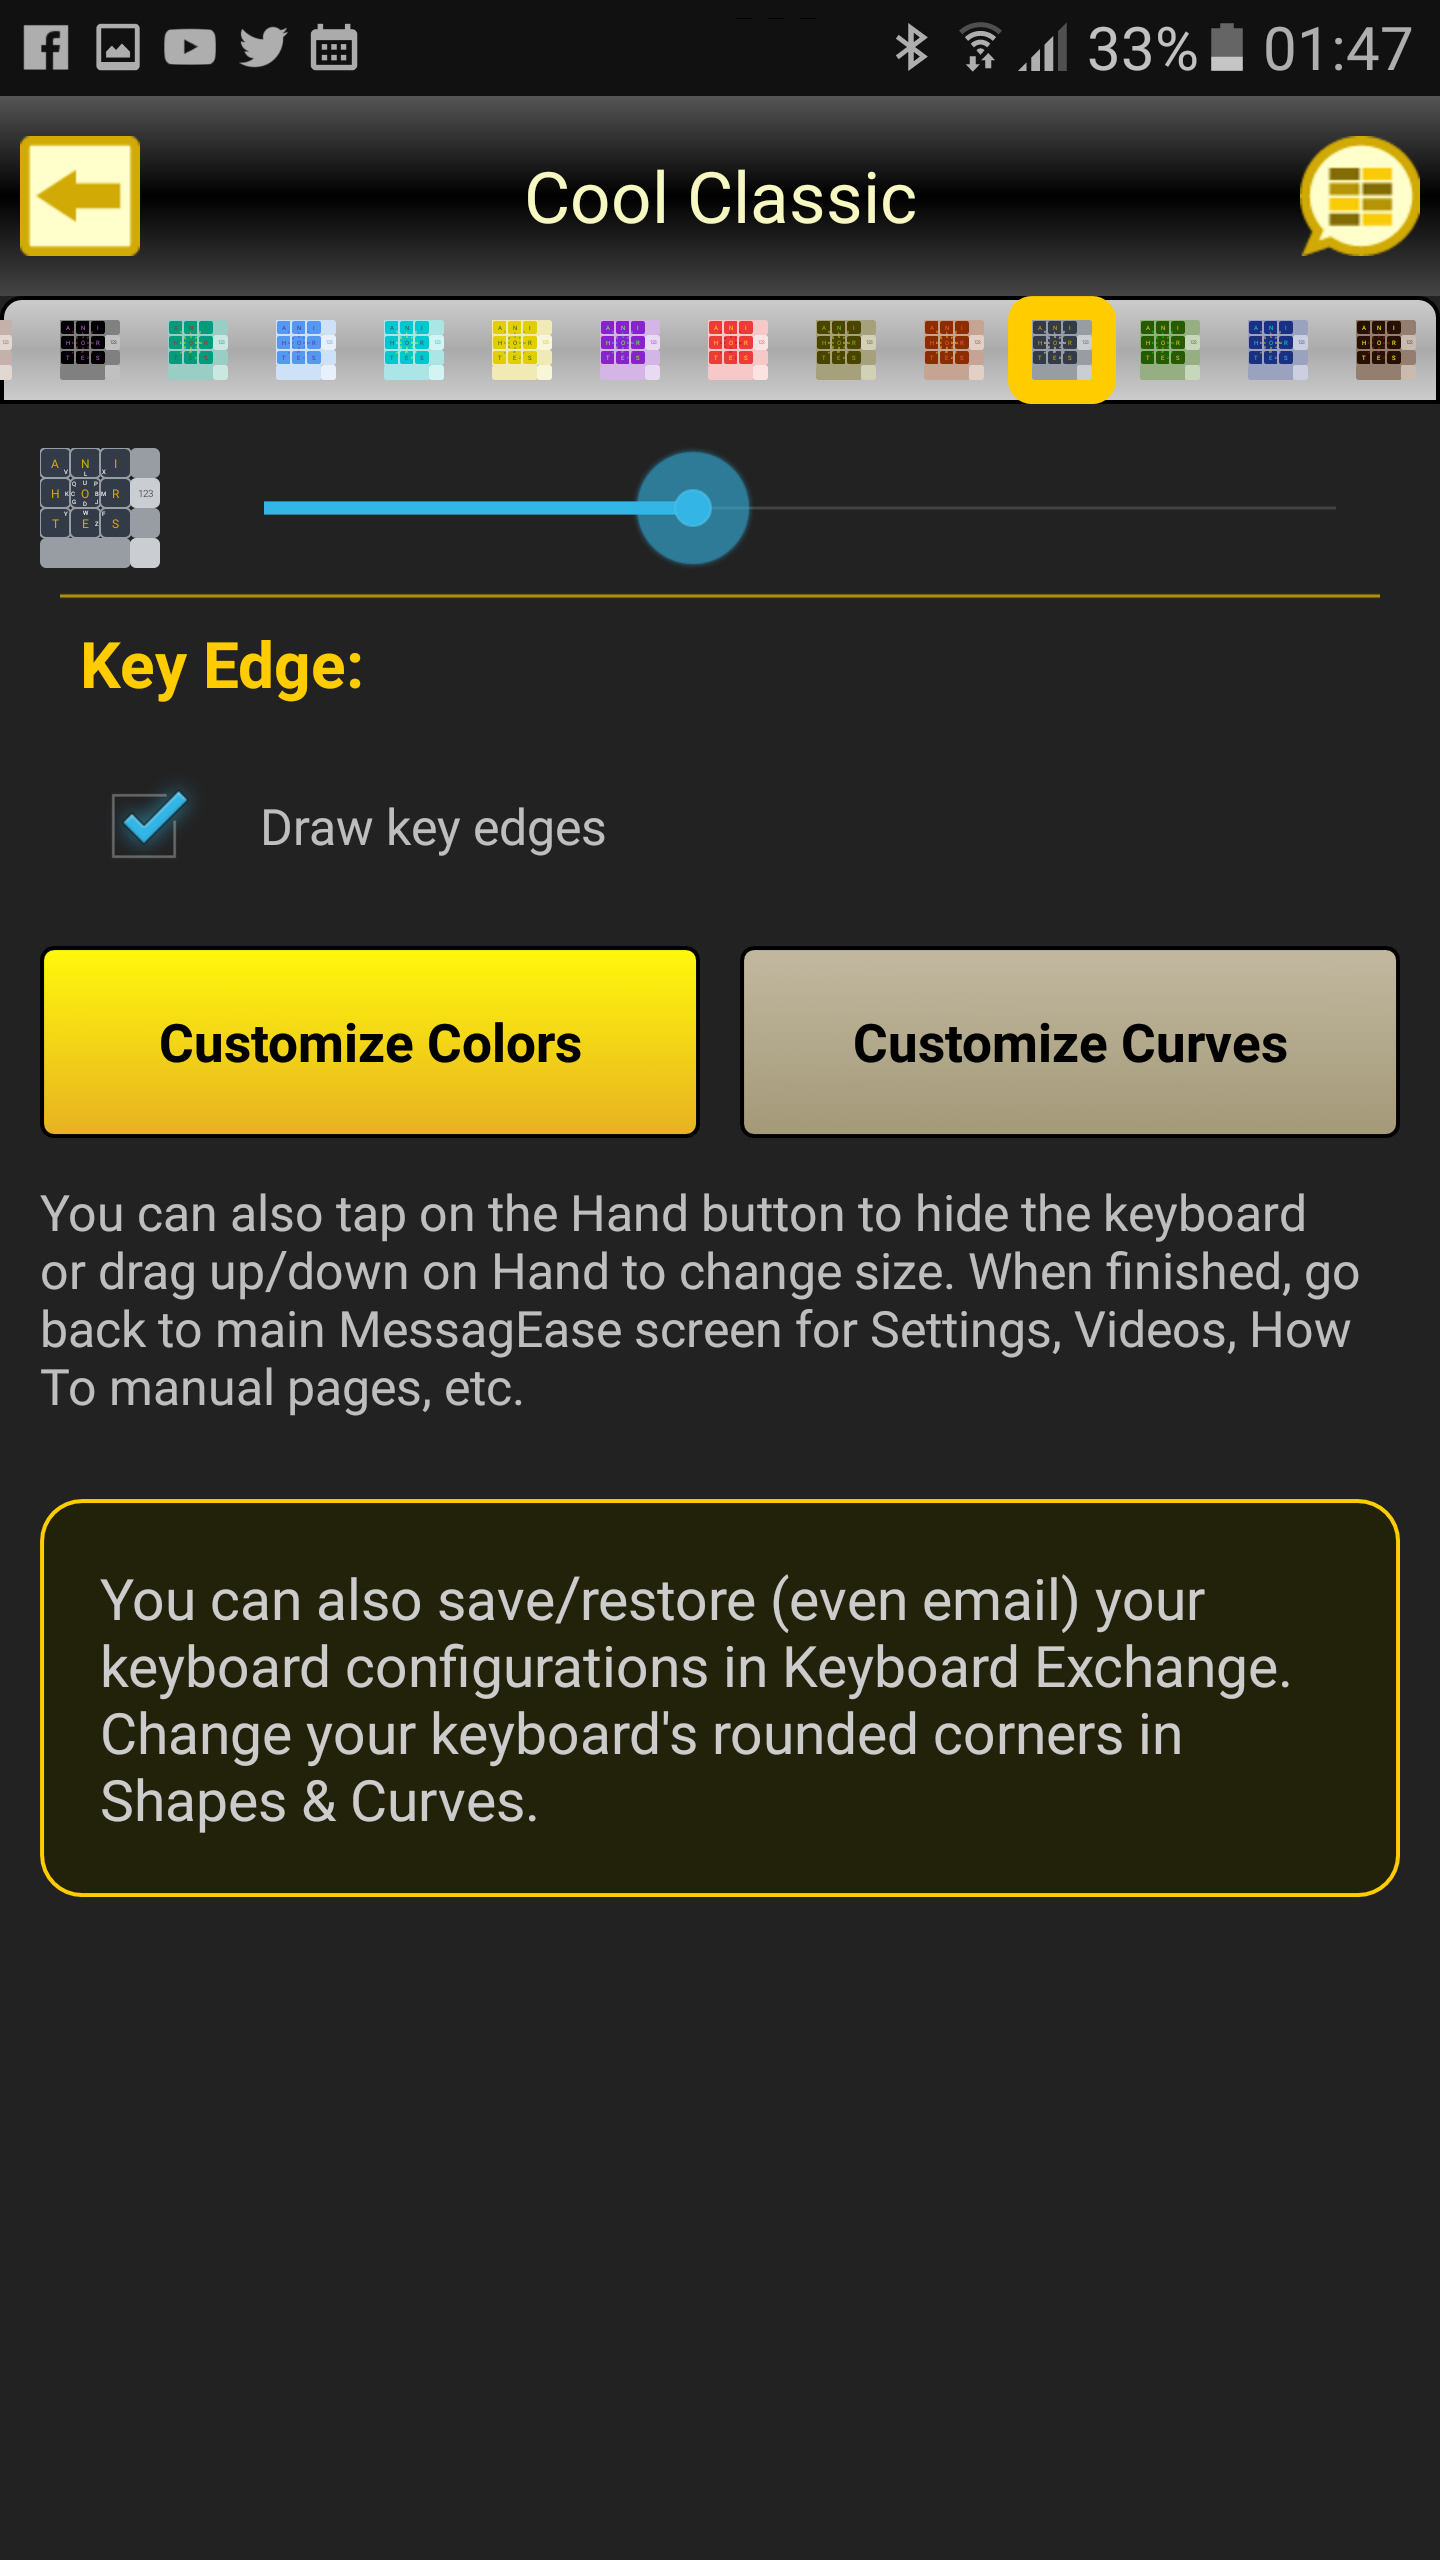 33% 01:47
Cool Classic
A N I
H O R 123
T E S
Key Edge:
Draw key edges
Customize Colors Customize Curves
You can also tap on the Hand button to hide the keyboard
or drag up/down on Hand to change size. When finished, go
back to main MessagEase screen for Settings, Videos, How
To manual pages, etc.
You can also save/restore (even email) your
keyboard configurations in Keyboard Exchange.
Change your keyboard's rounded corners in
Shapes & Curves.